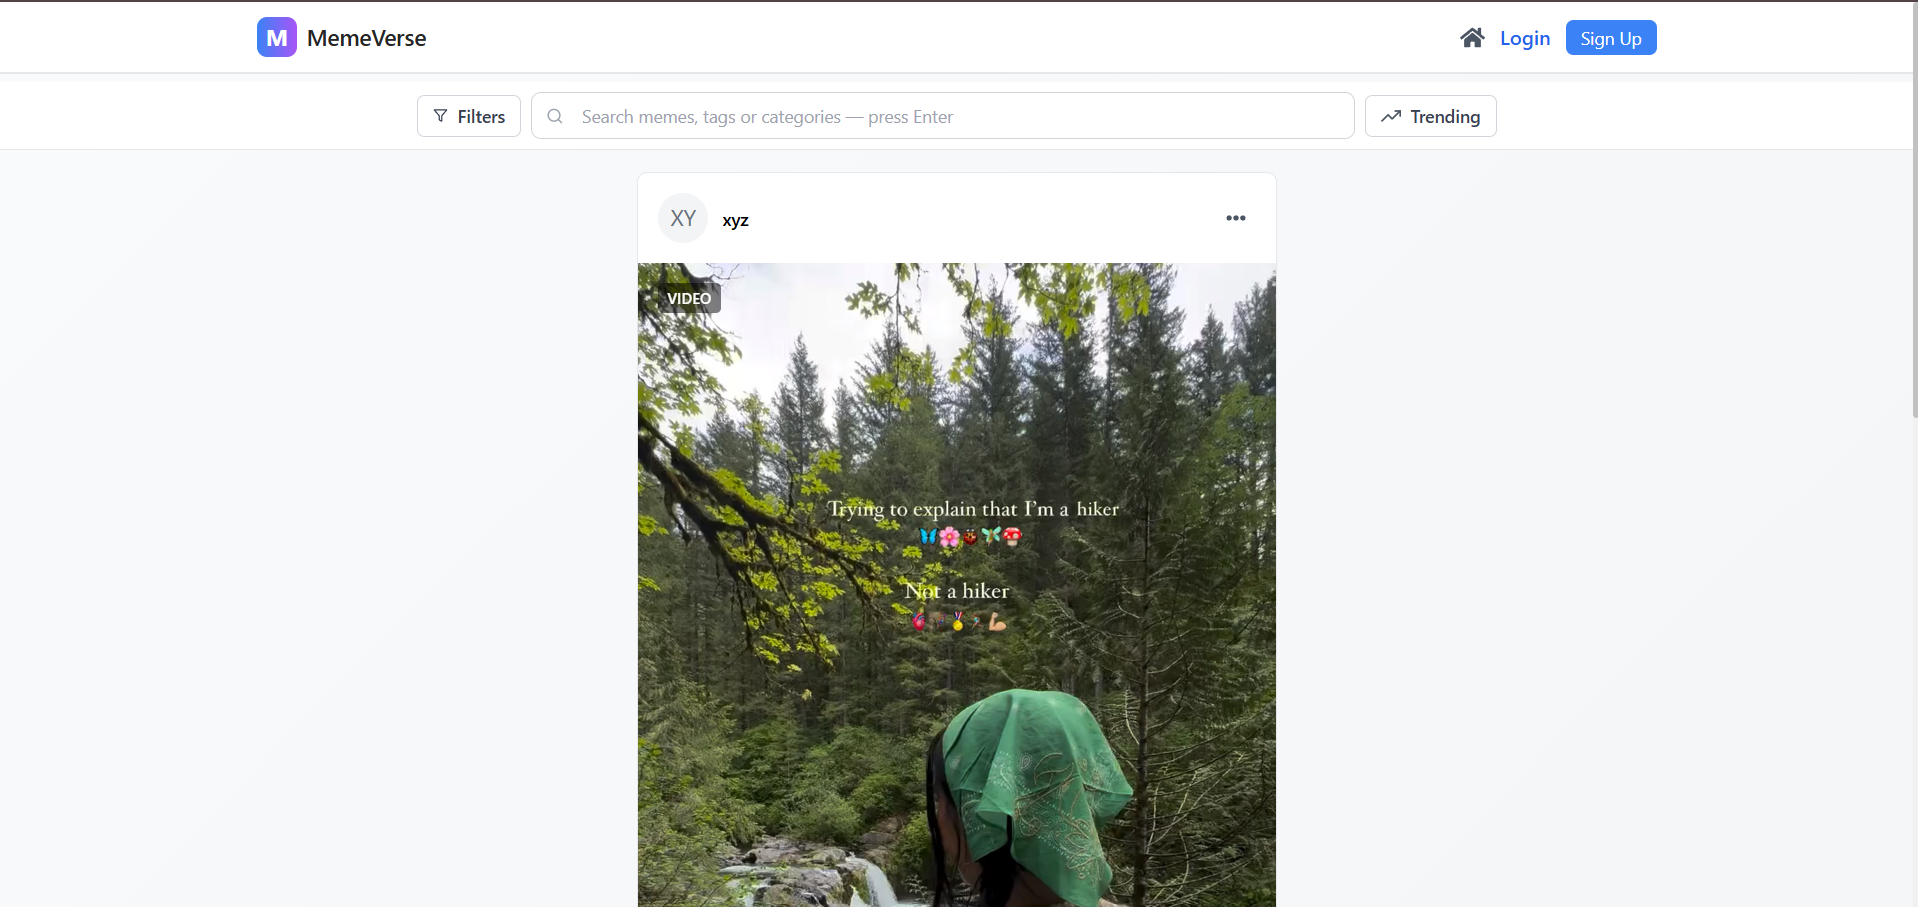 M MemeVerse
Login
Sign Up
Filters
Search memes, tags or categories — press Enter
Trending
XY
xyz
VIDEO
Trying to explain that I'm a hiker
🦋🌸🐞🧚🍄
Not a hiker